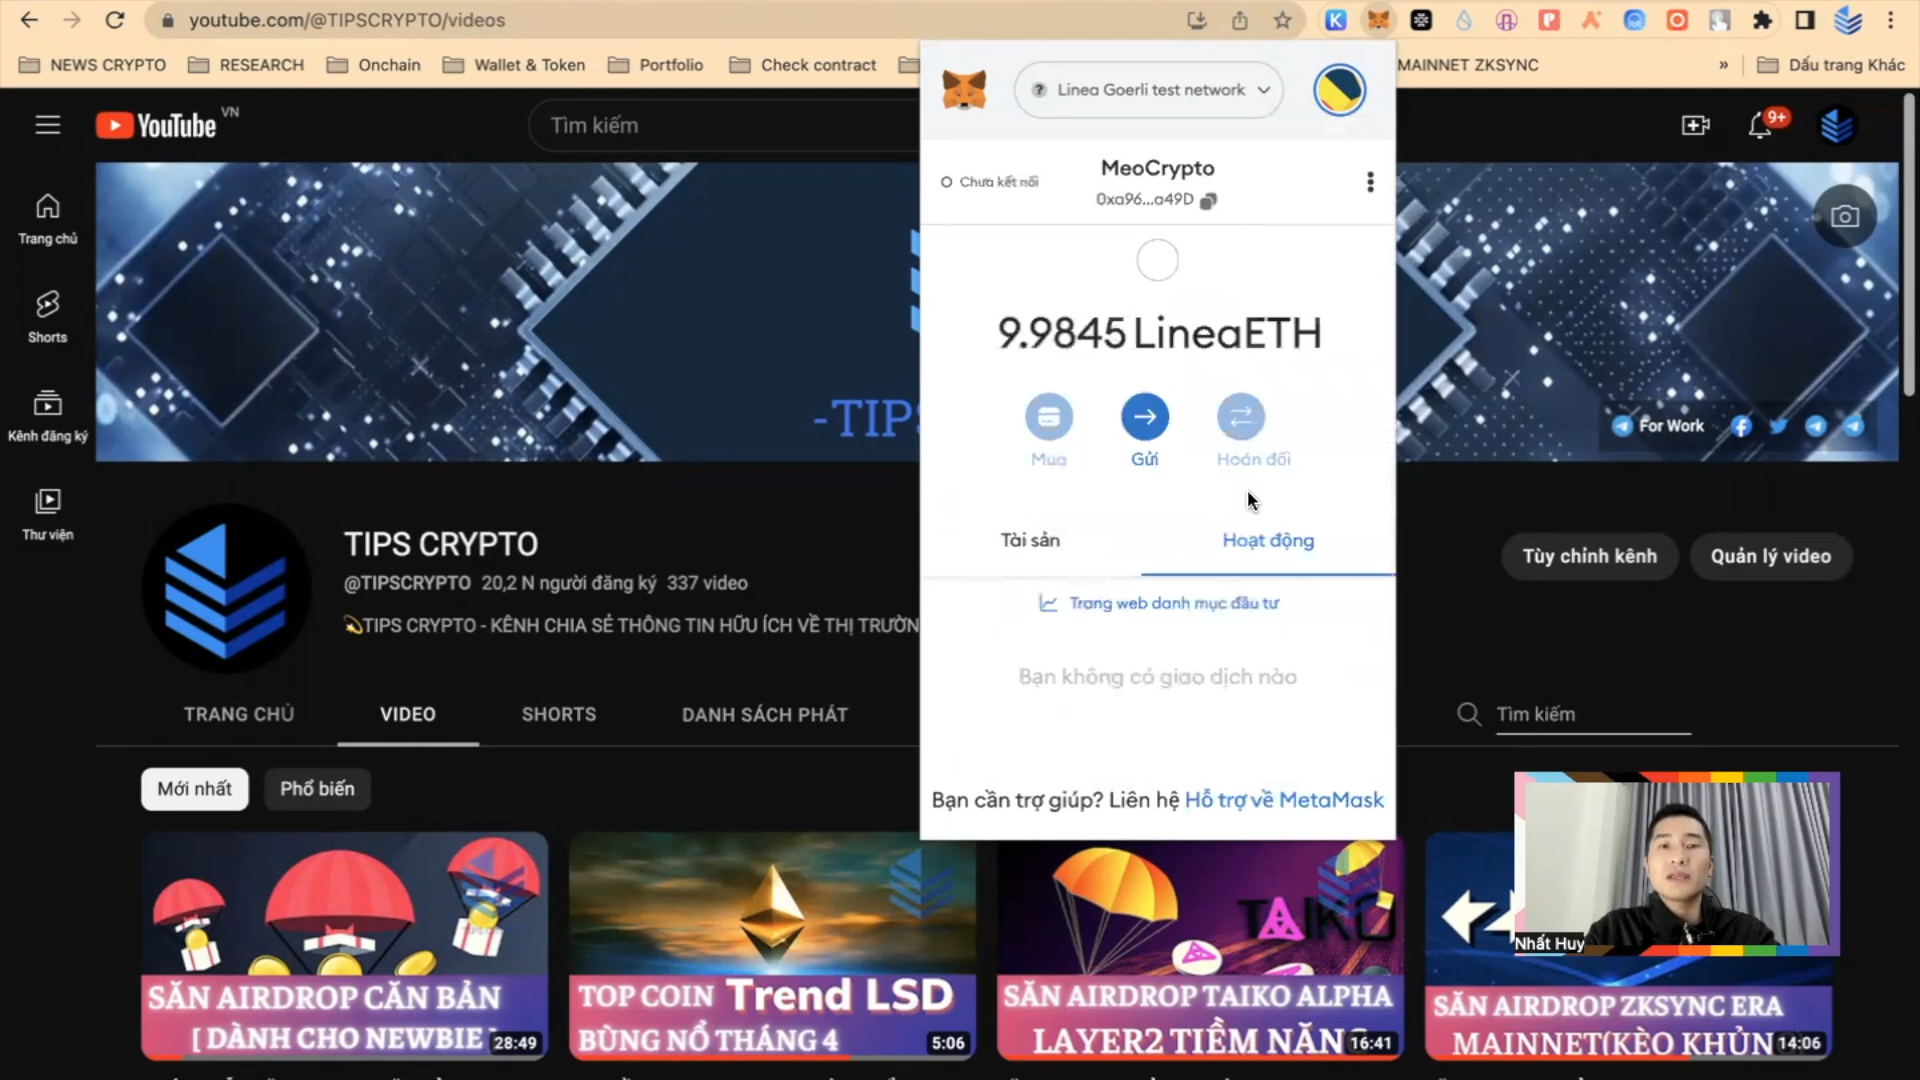 youtube.com/@TIPSCRYPTO/videos
NEWS CRYPTO
RESEARCH
Onchain
Wallet & Token
Portfolio
Check contract
MAINNET ZKSYNC
»
Dấu trang Khác
YouTube VN
Tìm kiếm
9+
Linea Goerli test network
Chưa kết nối
MeoCrypto
0xa96...a49D
9.9845 LineaETH
Mua
Gửi
Hoán đổi
Tài sản
Hoạt động
Trang web danh mục đầu tư
Bạn không có giao dịch nào
Bạn cần trợ giúp? Liên hệ Hỗ trợ về MetaMask
Trang chủ
Shorts
Kênh đăng ký
Thư viện
-TIPS
For Work
TIPS CRYPTO
@TIPSCRYPTO 20,2 N người đăng ký 337 video
TIPS CRYPTO - KÊNH CHIA SẺ THÔNG TIN HỮU ÍCH VỀ THỊ TRƯỜN
Tùy chỉnh kênh
Quản lý video
TRANG CHỦ
VIDEO
SHORTS
DANH SÁCH PHÁT
Tìm kiếm
Mới nhất
Phổ biến
SĂN AIRDROP CĂN BẢN
[ DÀNH CHO NEWBIE ]
28:49
TOP COIN Trend LSD
BÙNG NỔ THÁNG 4
5:06
TAIKO
SĂN AIRDROP TAIKO ALPHA
LAYER2 TIỀM NĂNG
16:41
SĂN AIRDROP ZKSYNC ERA
MAINNET(KÈO KHỦN
14:06
Nhất Huy